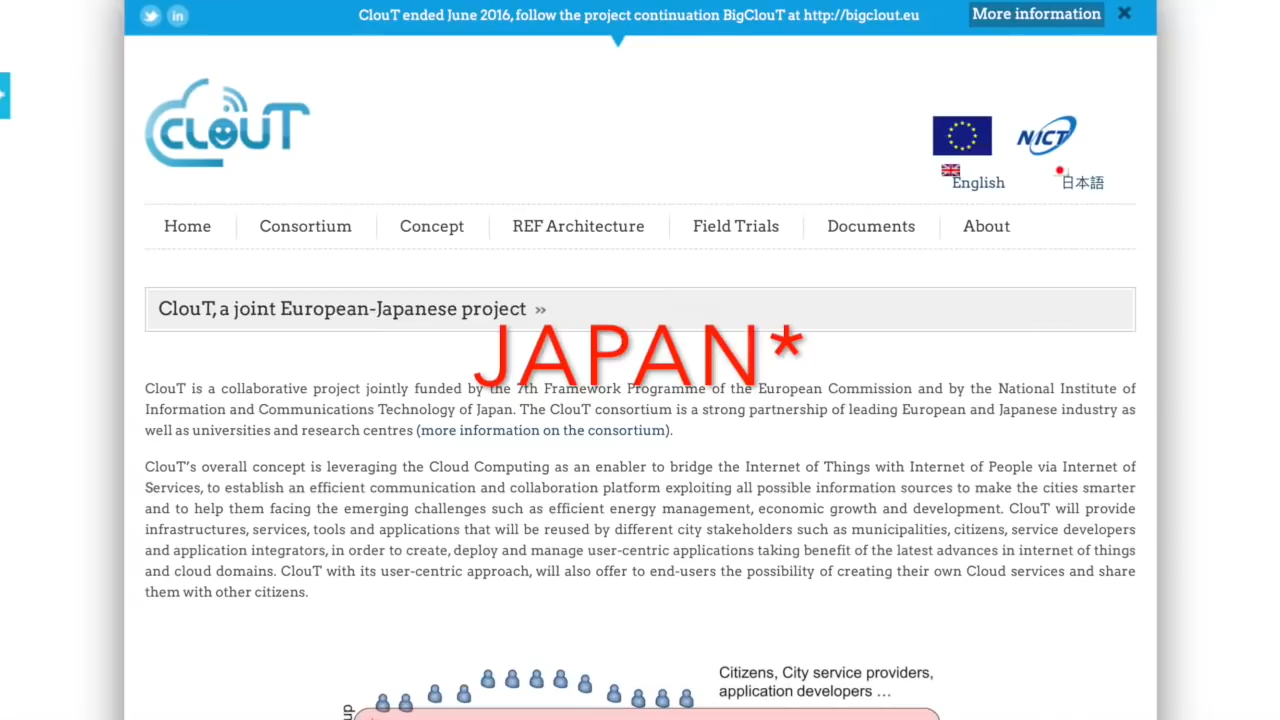 ClouT ended June 2016, follow the project continuation BigClouT at http://bigclout.eu
More information
CLOUT
NICT
English
日本語
Home
Consortium
Concept
REF Architecture
Field Trials
Documents
About
ClouT, a joint European-Japanese project »
JAPAN*
ClouT is a collaborative project jointly funded by the 7th Framework Programme of the European Commission and by the National Institute of
Information and Communications Technology of Japan. The ClouT consortium is a strong partnership of leading European and Japanese industry as
well as universities and research centres (more information on the consortium).
ClouT's overall concept is leveraging the Cloud Computing as an enabler to bridge the Internet of Things with Internet of People via Internet of
Services, to establish an efficient communication and collaboration platform exploiting all possible information sources to make the cities smarter
and to help them facing the emerging challenges such as efficient energy management, economic growth and development. ClouT will provide
infrastructures, services, tools and applications that will be reused by different city stakeholders such as municipalities, citizens, service developers
and application integrators, in order to create, deploy and manage user-centric applications taking benefit of the latest advances in internet of things
and cloud domains. ClouT with its user-centric approach, will also offer to end-users the possibility of creating their own Cloud services and share
them with other citizens.
Citizens, City service providers,
application developers ...